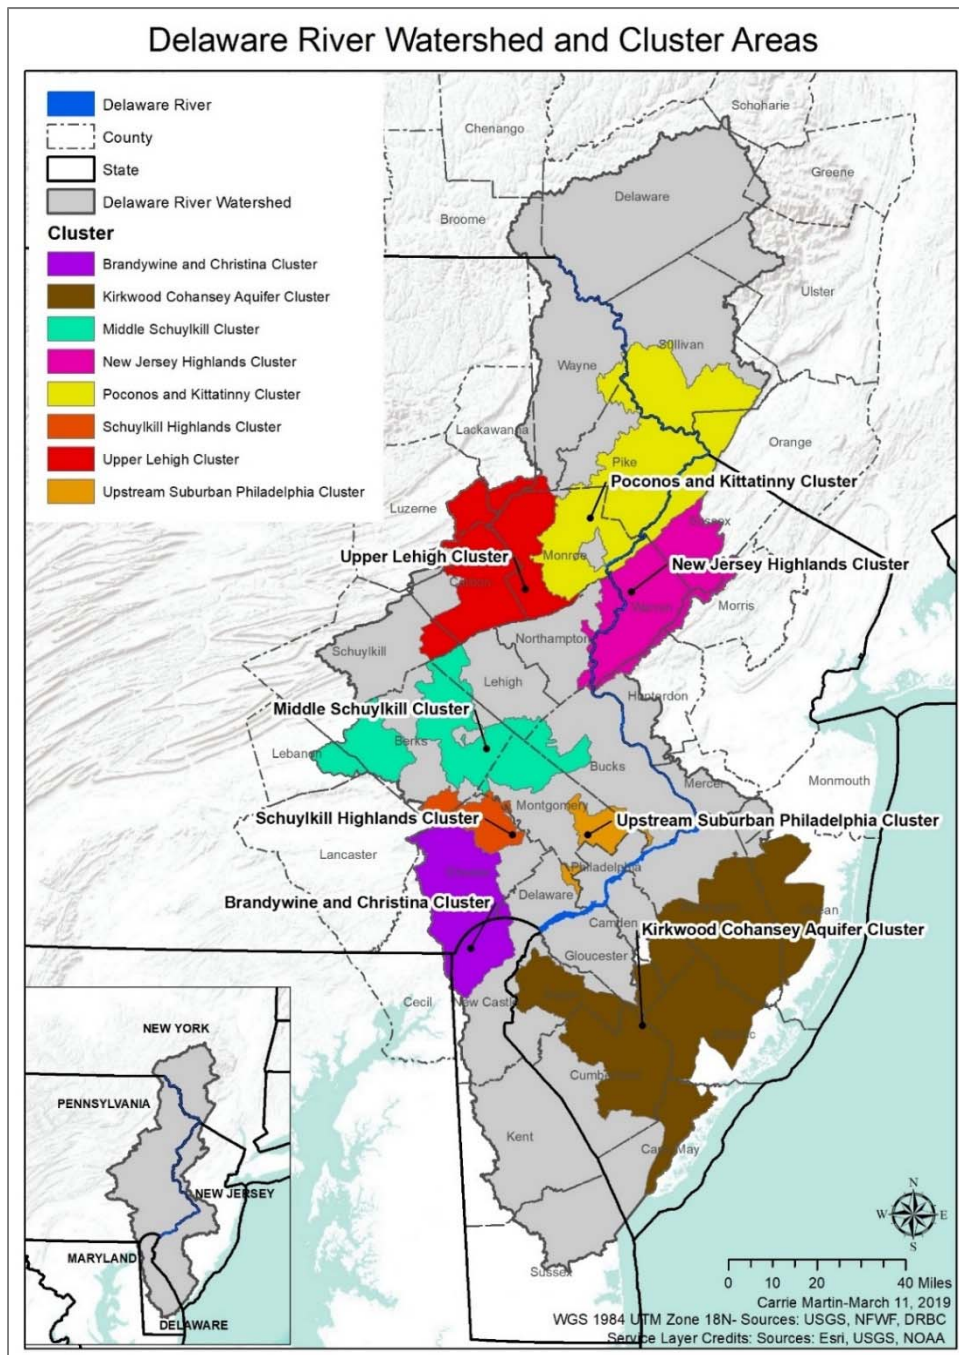 Delaware River Watershed and Cluster Areas
Delaware River
County
State
Delaware River Watershed
Cluster
Brandywine and Christina Cluster
Kirkwood Cohansey Aquifer Cluster
Middle Schuylkill Cluster
New Jersey Highlands Cluster
Poconos and Kittatinny Cluster
Schuylkill Highlands Cluster
Upper Lehigh Cluster
Upstream Suburban Philadelphia Cluster
Schoharie
Chenango
Greene
Delaware
Broome
Ulster
Sullivan
Wayne
Lackawanna
Orange
Pike
Poconos and Kittatinny Cluster
Luzerne
Sussex
Upper Lehigh Cluster
Monroe
New Jersey Highlands Cluster
Carbon
Warren
Morris
Northampton
Schuylkill
Lehigh
Hunterdon
Middle Schuylkill Cluster
Berks
Lebanon
Bucks
Mercer
Monmouth
Montgomery
Schuylkill Highlands Cluster
Upstream Suburban Philadelphia Cluster
Lancaster
Philadelphia
Delaware
Brandywine and Christina Cluster
Camden
Kirkwood Cohansey Aquifer Cluster
Gloucester
Cecil
New Castle
Cumberland
Kent
Cape May
Sussex
NEW YORK
PENNSYLVANIA
NEW JERSEY
MARYLAND
DELAWARE
N
W
E
S
0 10 20 40 Miles
Carrie Martin-March 11, 2019
WGS 1984 UTM Zone 18N- Sources: USGS, NFWF, DRBC
Service Layer Credits: Sources: Esri, USGS, NOAA